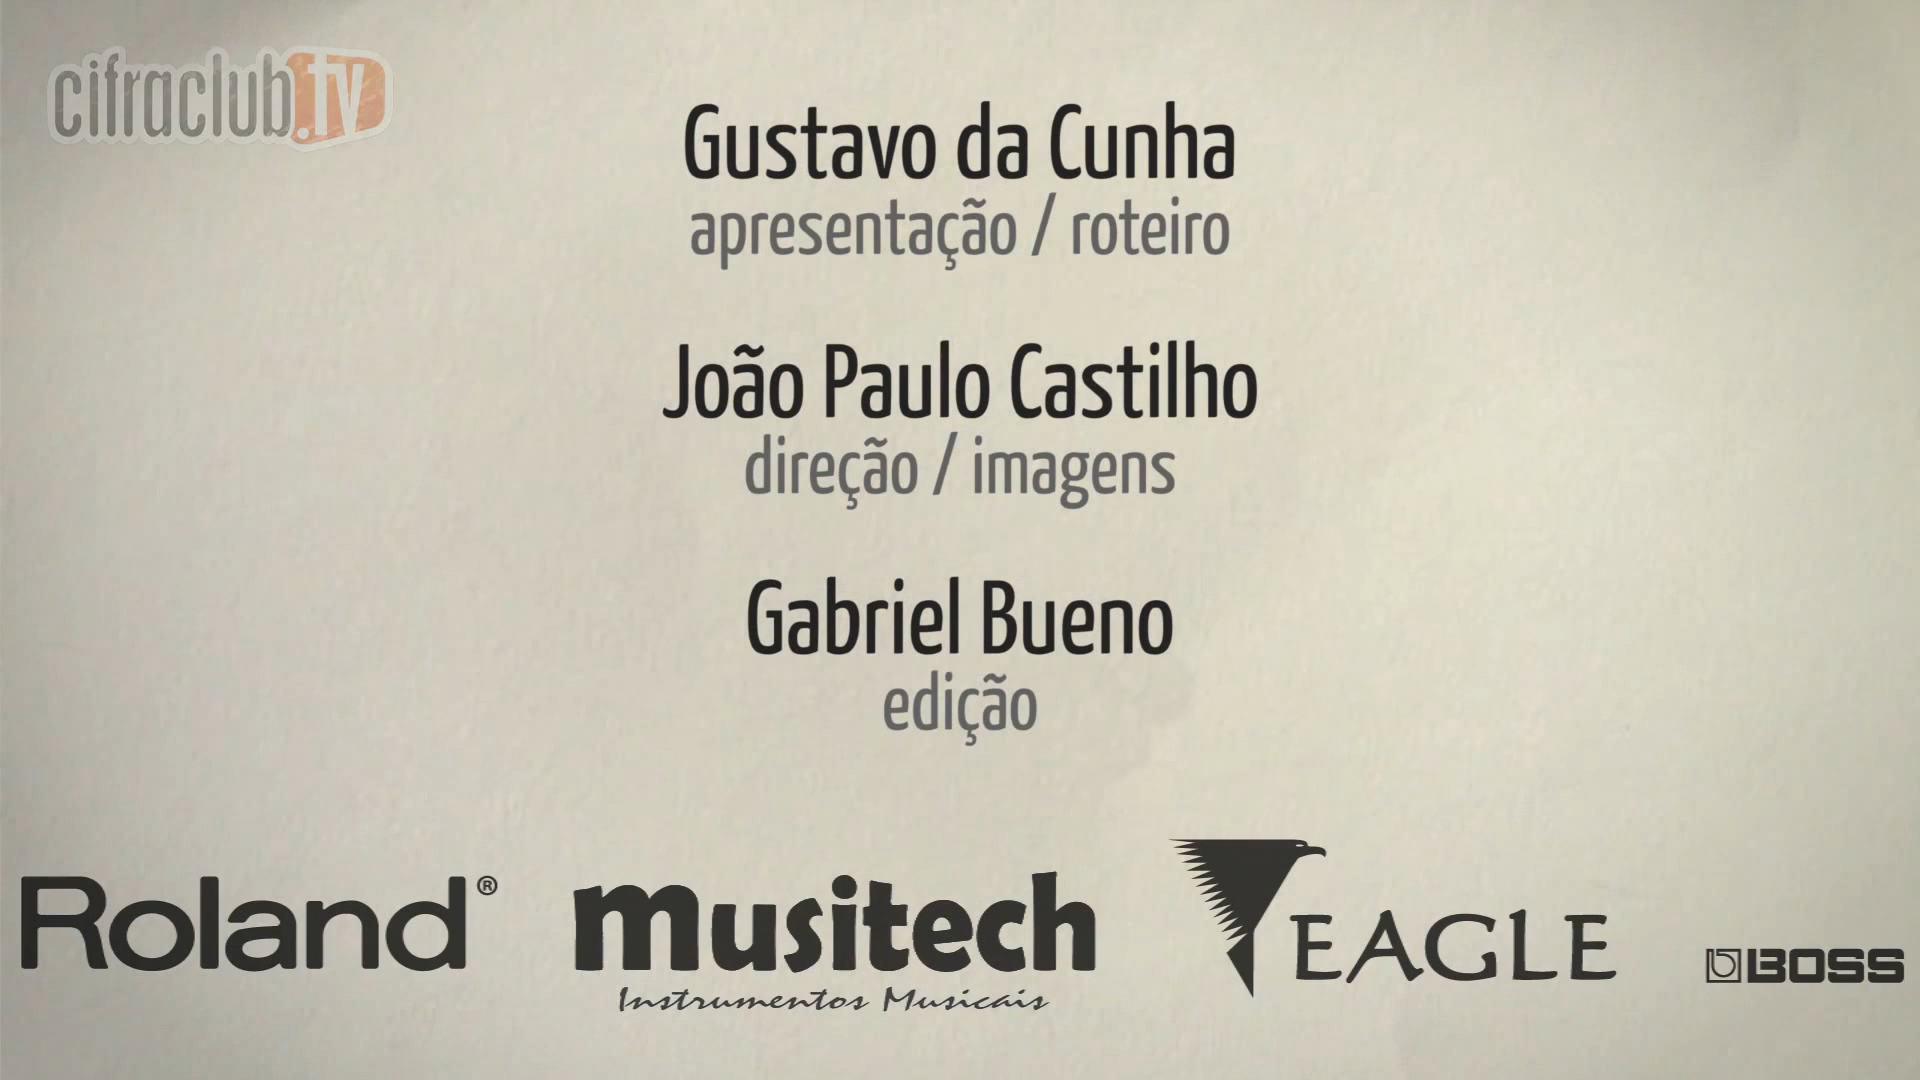 cifraclub.tv
Gustavo da Cunha
apresentação / roteiro
João Paulo Castilho
direção / imagens
Gabriel Bueno
edição
Roland®
musitech
Instrumentos Musicais
EAGLE
BOSS